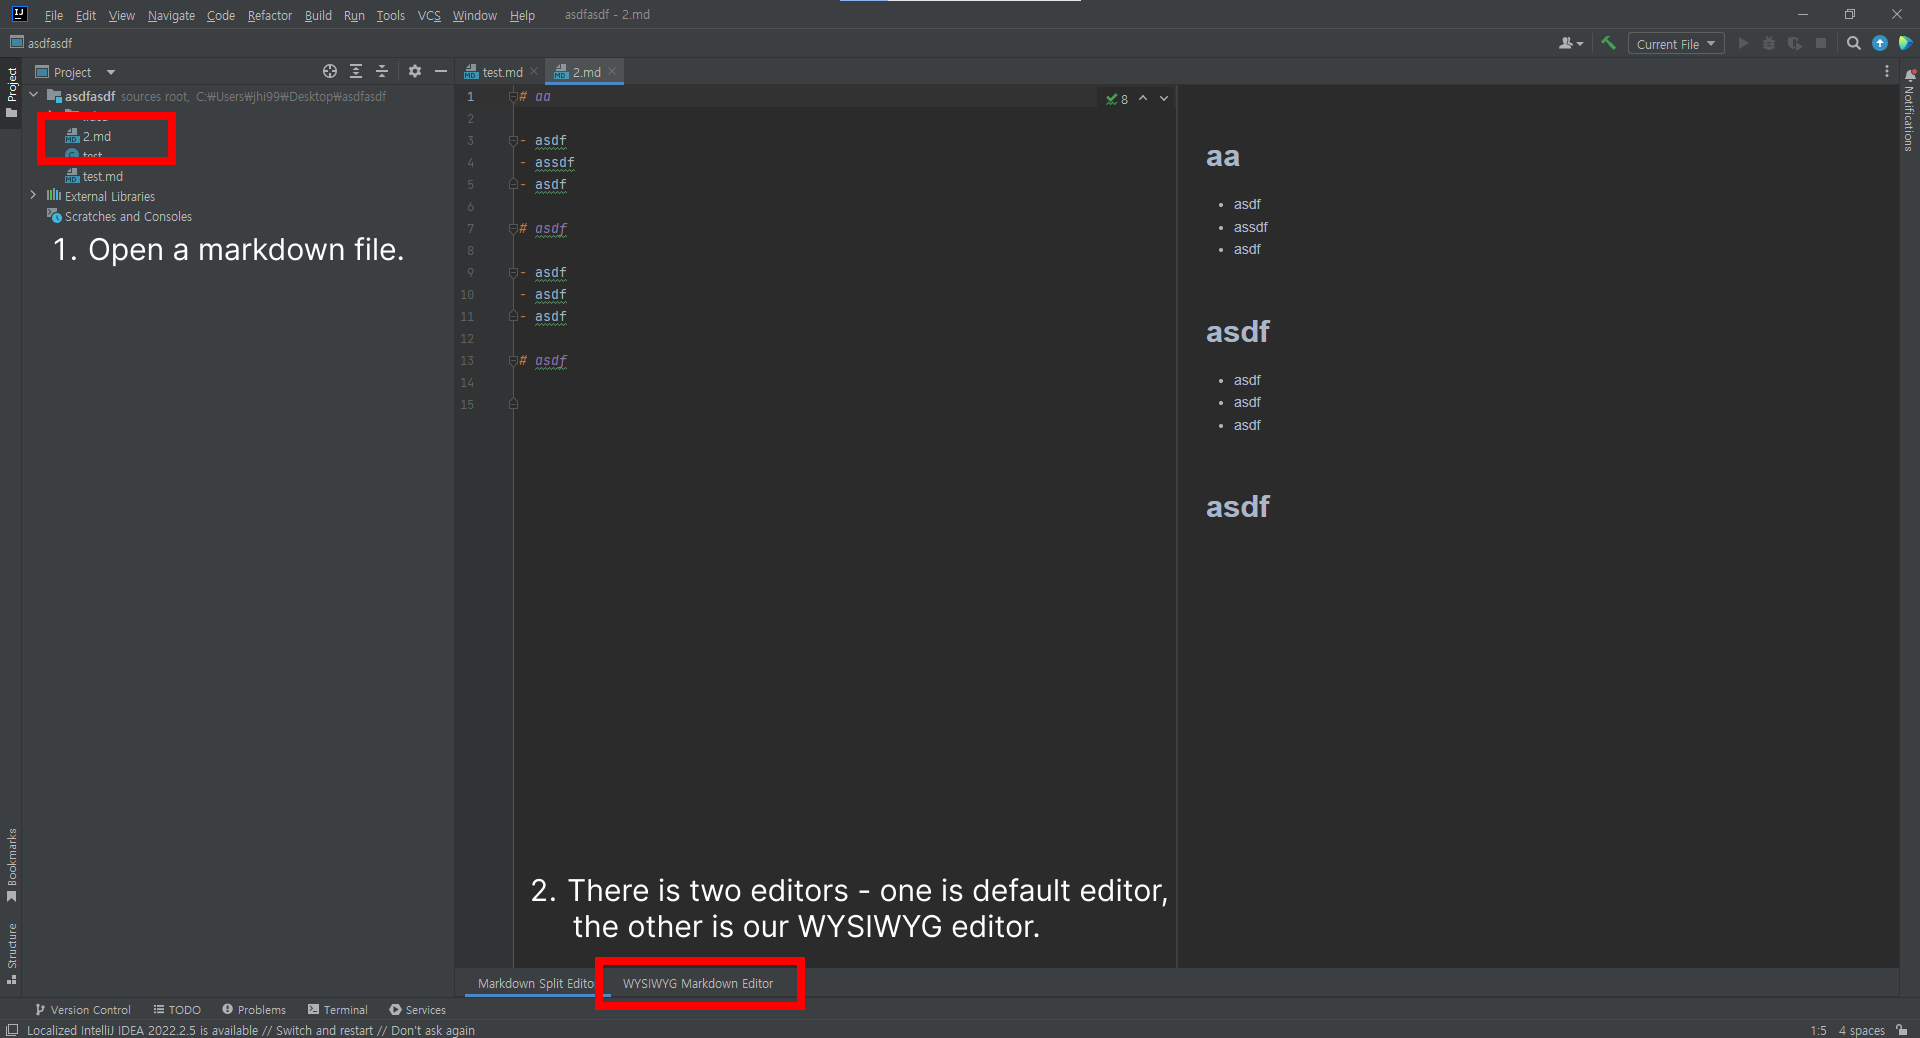 IJ File Edit View Navigate Code Refactor Build Run Tools VCS Window Help asdfasdf - 2.md
asdfasdf Current File
Project Project test.md 2.md
asdfasdf sources root, C:₩Users₩jhi99₩Desktop₩asdfasdf
2.md
test
test.md
External Libraries
Scratches and Consoles
1. Open a markdown file.
1 # aa
2
3 - asdf
4 - assdf
5 - asdf
6
7 # asdf
8
9 - asdf
10 - asdf
11 - asdf
12
13 # asdf
14
15
8
aa
• asdf
• assdf
• asdf
asdf
• asdf
• asdf
• asdf
asdf
Notifications
2. There is two editors - one is default editor,
the other is our WYSIWYG editor.
Bookmarks
Structure
Markdown Split Edito WYSIWYG Markdown Editor
Version Control TODO Problems Terminal Services
Localized IntelliJ IDEA 2022.2.5 is available // Switch and restart // Don't ask again 1:5 4 spaces